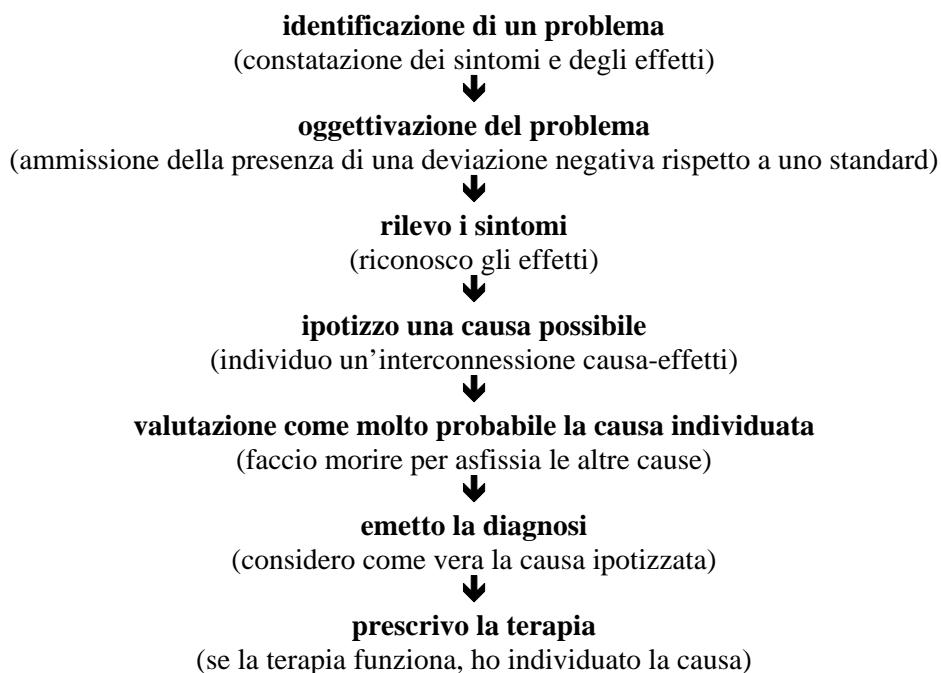 identificazione di un problema
(constatazione dei sintomi e degli effetti)
oggettivazione del problema
(ammissione della presenza di una deviazione negativa rispetto a uno standard)
rilevo i sintomi
(riconosco gli effetti)
ipotizzo una causa possibile
(individuo un’interconnessione causa-effetti)
valutazione come molto probabile la causa individuata
(faccio morire per asfissia le altre cause)
emetto la diagnosi
(considero come vera la causa ipotizzata)
prescrivo la terapia
(se la terapia funziona, ho individuato la causa)